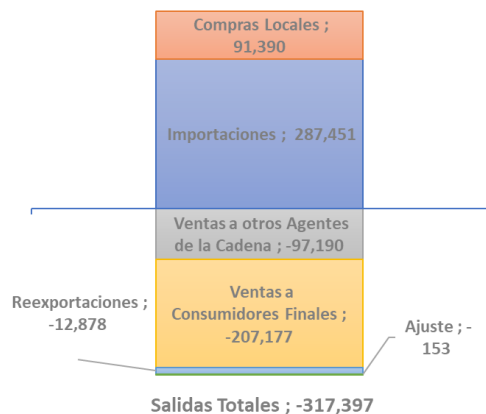 Compras Locales ;
91,390
Importaciones ; 287,451
Ventas a otros Agentes
de la Cadena ; -97,190
Reexportaciones ;
-12,878
Ventas a
Consumidores Finales ;
-207,177
Ajuste ; -
153
Salidas Totales ; -317,397